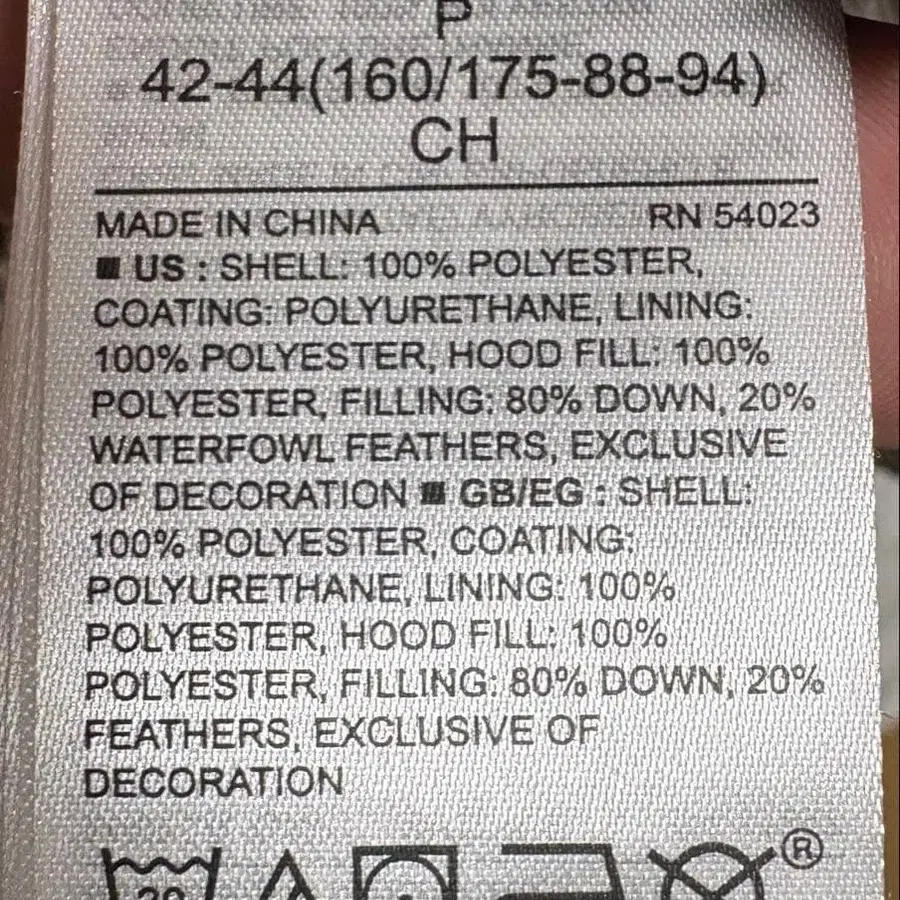 P
42-44(160/175-88-94)
CH
MADE IN CHINA RN 54023
■ US : SHELL: 100% POLYESTER,
COATING: POLYURETHANE, LINING:
100% POLYESTER, HOOD FILL: 100%
POLYESTER, FILLING: 80% DOWN, 20%
WATERFOWL FEATHERS, EXCLUSIVE
OF DECORATION ■ GB/EG : SHELL:
100% POLYESTER, COATING:
POLYURETHANE, LINING: 100%
POLYESTER, HOOD FILL: 100%
POLYESTER, FILLING: 80% DOWN, 20%
FEATHERS, EXCLUSIVE OF
DECORATION
®